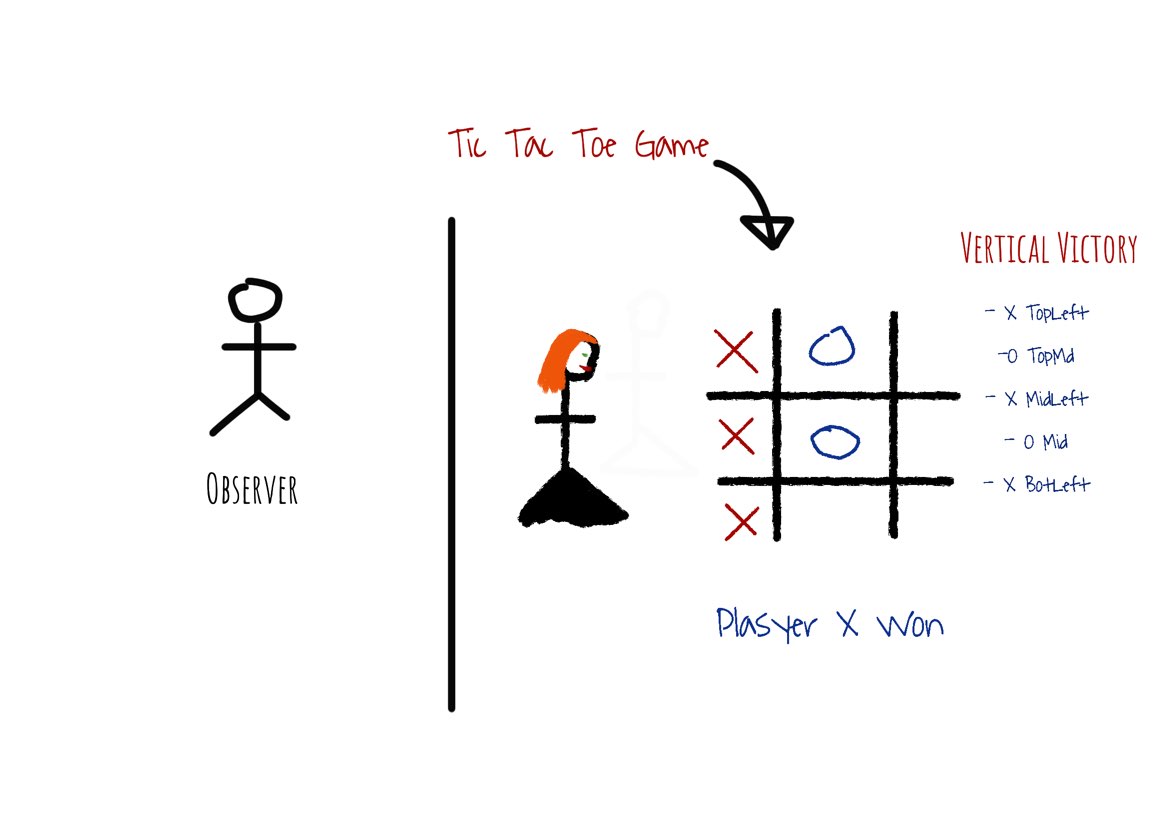 Tic Tac Toe Game
VERTICAL VICTORY
- X TopLeft
-O TopMd
- X MidLeft
- O Mid
- X BotLeft
OBSERVER
Plasyer X Won
X O
X O
X